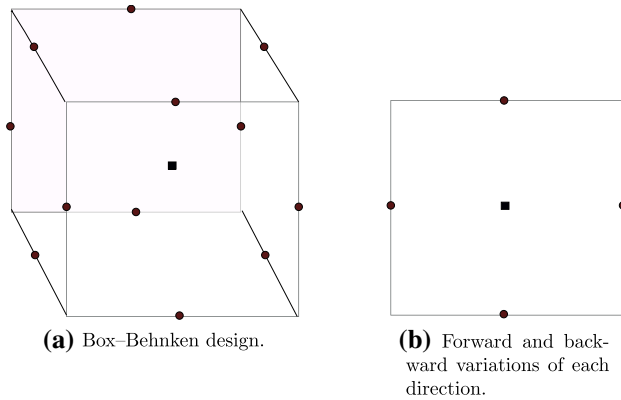 (a) Box–Behnken design.
(b) Forward and back-
ward variations of each
direction.